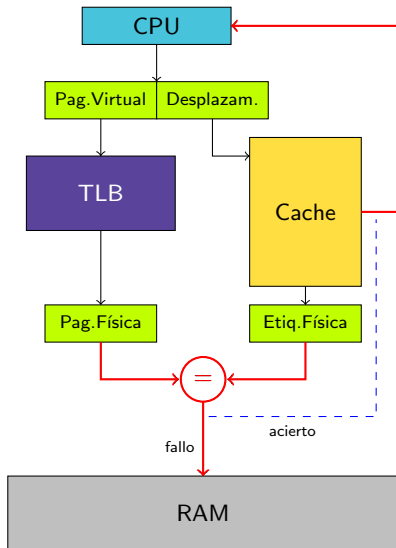 CPU
Pag.Virtual
Desplazam.
TLB
Cache
Pag.Física
Etiq.Física
=
acierto
fallo
RAM